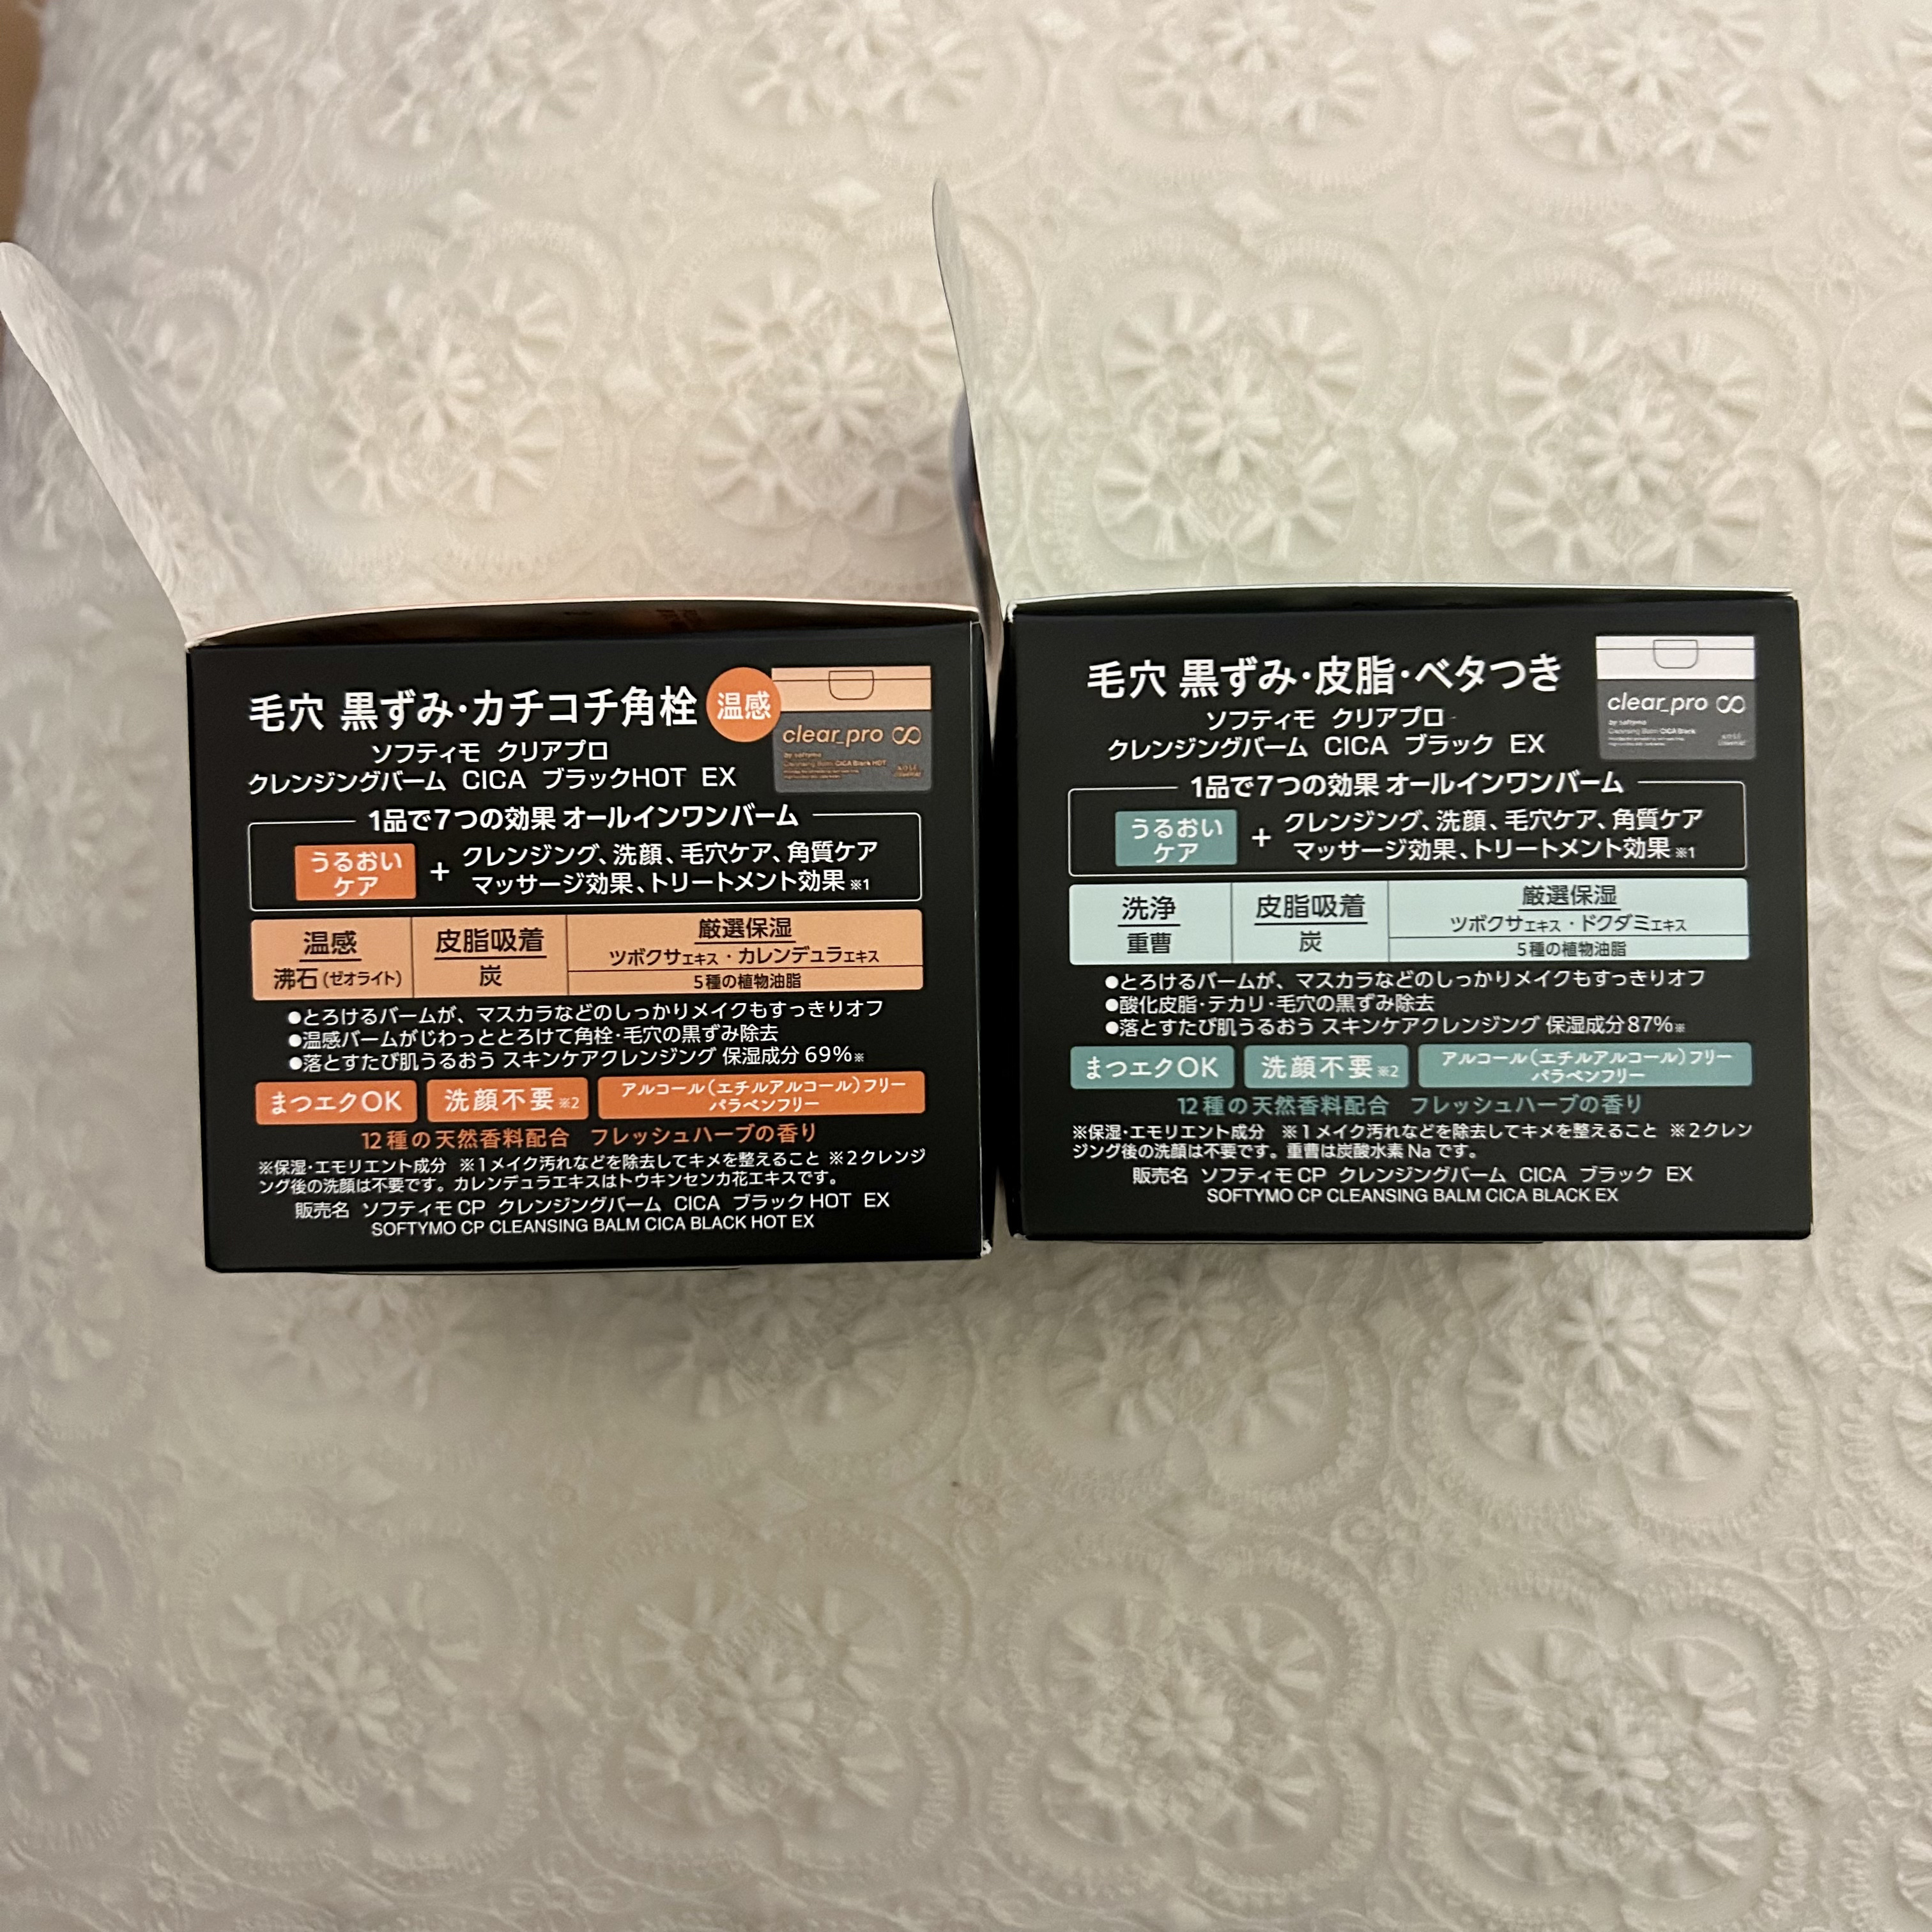 毛穴 黒ずみ・カチコチ角栓 温感
clear_pro
by softymo
Cleansing Balm CICA Black HOT
ソフティモ クリアプロ
クレンジングバーム CICA ブラックHOT EX
1品で7つの効果 オールインワンバーム
うるおい
ケア
+
クレンジング、洗顔、毛穴ケア、角質ケア
マッサージ効果、トリートメント効果※1
温感
沸石(ゼオライト)
皮脂吸着
炭
厳選保湿
ツボクサエキス・カレンデュラエキス
5種の植物油脂
●とろけるバームが、マスカラなどのしっかりメイクもすっきりオフ
●温感バームがじわっととろけて角栓・毛穴の黒ずみ除去
●落とすたび肌うるおう スキンケアクレンジング 保湿成分69%※
まつエクOK
洗顔不要※2
アルコール(エチルアルコール)フリー
パラベンフリー
12種の天然香料配合 フレッシュハーブの香り
※保湿・エモリエント成分 ※1メイク汚れなどを除去してキメを整えること ※2クレンジ
ング後の洗顔は不要です。カレンデュラエキスはトウキンセンカ花エキスです。
販売名 ソフティモ CP クレンジングバーム CICA ブラック HOT EX
SOFTYMO CP CLEANSING BALM CICA BLACK HOT EX
毛穴 黒ずみ・皮脂・ベタつき
clear_pro
by softymo
Cleansing Balm CICA Black
ソフティモ クリアプロ
クレンジングバーム CICA ブラック EX
1品で7つの効果 オールインワンバーム
うるおい
ケア
+
クレンジング、洗顔、毛穴ケア、角質ケア
マッサージ効果、トリートメント効果※1
洗浄
重曹
皮脂吸着
炭
厳選保湿
ツボクサエキス・ドクダミエキス
5種の植物油脂
●とろけるバームが、マスカラなどのしっかりメイクもすっきりオフ
●酸化皮脂・テカリ・毛穴の黒ずみ除去
●落とすたび肌うるおう スキンケアクレンジング 保湿成分87%※
まつエクOK
洗顔不要※2
アルコール(エチルアルコール)フリー
パラベンフリー
12種の天然香料配合 フレッシュハーブの香り
※保湿・エモリエント成分 ※1メイク汚れなどを除去してキメを整えること ※2クレン
ジング後の洗顔は不要です。重曹は炭酸水素Naです。
販売名 ソフティモ CP クレンジングバーム CICA ブラック EX
SOFTYMO CP CLEANSING BALM CICA BLACK EX